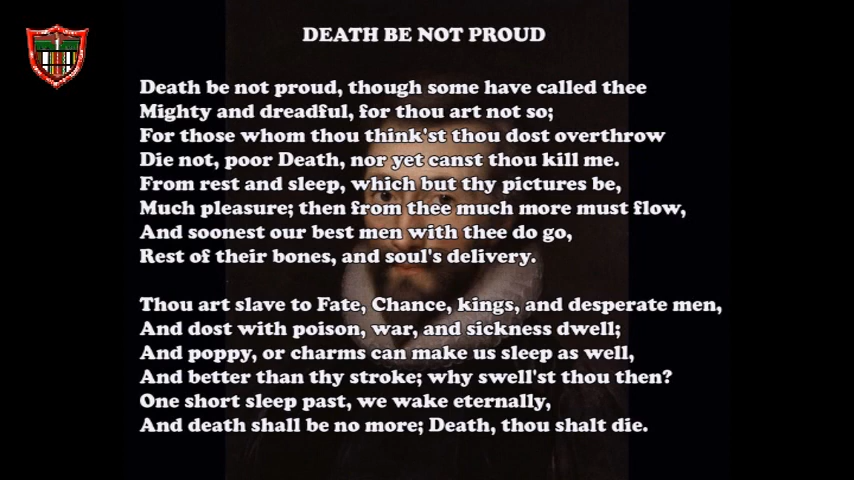 DEATH BE NOT PROUD
Death be not proud, though some have called thee
Mighty and dreadful, for thou art not so;
For those whom thou think'st thou dost overthrow
Die not, poor Death, nor yet canst thou kill me.
From rest and sleep, which but thy pictures be,
Much pleasure; then from thee much more must flow,
And soonest our best men with thee do go,
Rest of their bones, and soul's delivery.
Thou art slave to Fate, Chance, kings, and desperate men,
And dost with poison, war, and sickness dwell;
And poppy, or charms can make us sleep as well,
And better than thy stroke; why swell'st thou then?
One short sleep past, we wake eternally,
And death shall be no more; Death, thou shalt die.